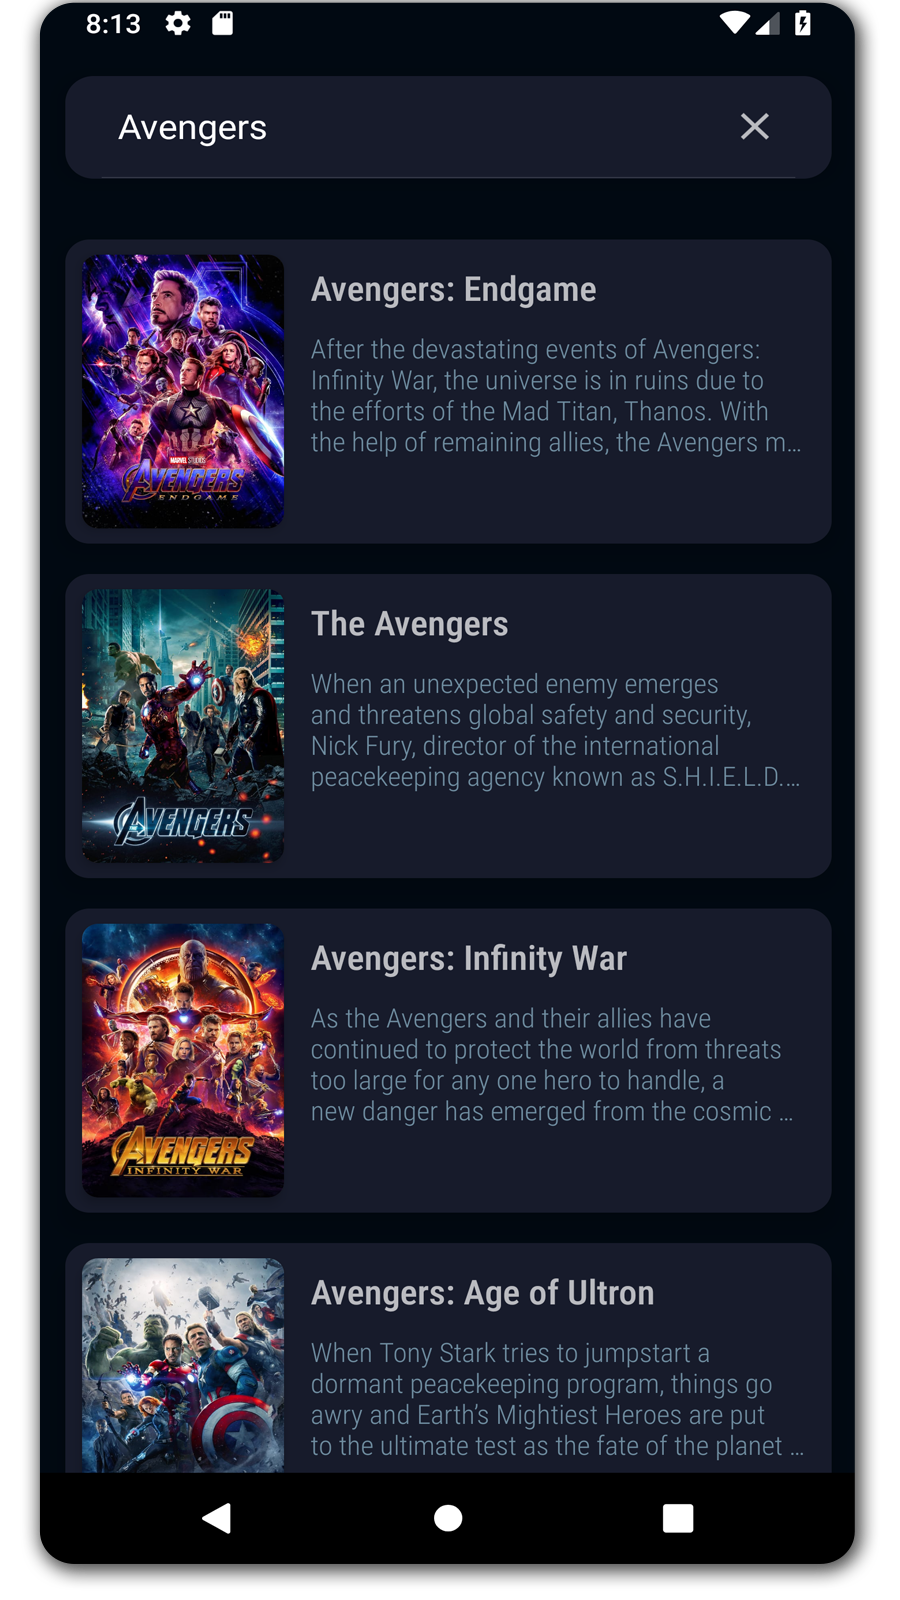 8:13
Avengers
Avengers: Endgame
After the devastating events of Avengers:
Infinity War, the universe is in ruins due to
the efforts of the Mad Titan, Thanos. With
the help of remaining allies, the Avengers m...
MARVEL STUDIOS
AVENGERS
ENDGAME
The Avengers
When an unexpected enemy emerges
and threatens global safety and security,
Nick Fury, director of the international
peacekeeping agency known as S.H.I.E.L.D....
AVENGERS
Avengers: Infinity War
As the Avengers and their allies have
continued to protect the world from threats
too large for any one hero to handle, a
new danger has emerged from the cosmic ...
AVENGERS
INFINITY WAR
Avengers: Age of Ultron
When Tony Stark tries to jumpstart a
dormant peacekeeping program, things go
awry and Earth’s Mightiest Heroes are put
to the ultimate test as the fate of the planet ...